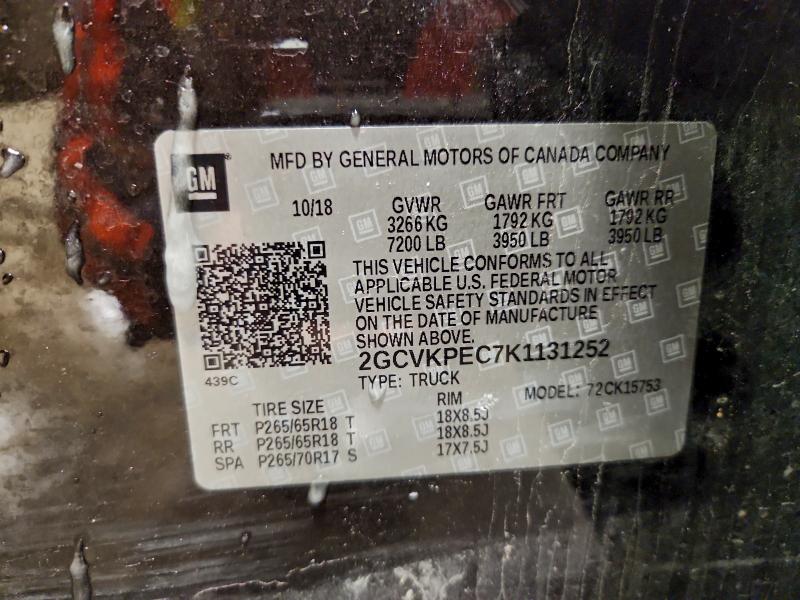 GM
MFD BY GENERAL MOTORS OF CANADA COMPANY
10/18 GVWR GAWR FRT GAWR RR
3266 KG 1792 KG 1792 KG
7200 LB 3950 LB 3950 LB
THIS VEHICLE CONFORMS TO ALL
APPLICABLE U.S. FEDERAL MOTOR
VEHICLE SAFETY STANDARDS IN EFFECT
ON THE DATE OF MANUFACTURE
SHOWN ABOVE.
2GCVKPEC7K1131252
439C
TYPE: TRUCK MODEL: 72CK15753
TIRE SIZE RIM
FRT P265/65R18 T 18X8.5J
RR P265/65R18 T 18X8.5J
SPA P265/70R17 S 17X7.5J